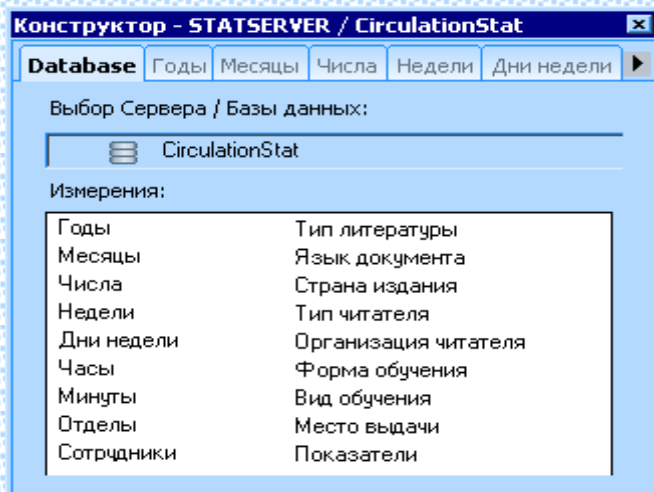 Конструктор - STATSERVER / CirculationStat
Database Годы Месяцы Числа Недели Дни недели
Выбор Сервера / Базы данных:
CirculationStat
Измерения:
Годы Тип литературы
Месяцы Язык документа
Числа Страна издания
Недели Тип читателя
Дни недели Организация читателя
Часы Форма обучения
Минуты Вид обучения
Отделы Место выдачи
Сотрудники Показатели